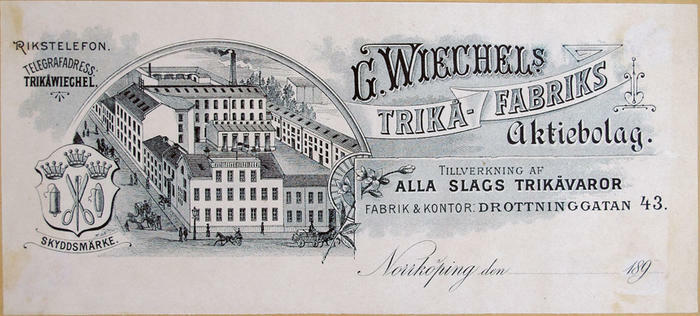 RIKSTELEFON.
TELEGRAFADRESS:
TRIKÅWIECHEL.
SKYDDSMÄRKE.
G. WIECHELS
TRIKÅ-FABRIKS
Aktiebolag.
TILLVERKNING AF
ALLA SLAGS TRIKÅVAROR
FABRIK & KONTOR: DROTTNINGGATAN 43.
Norrköping den 189